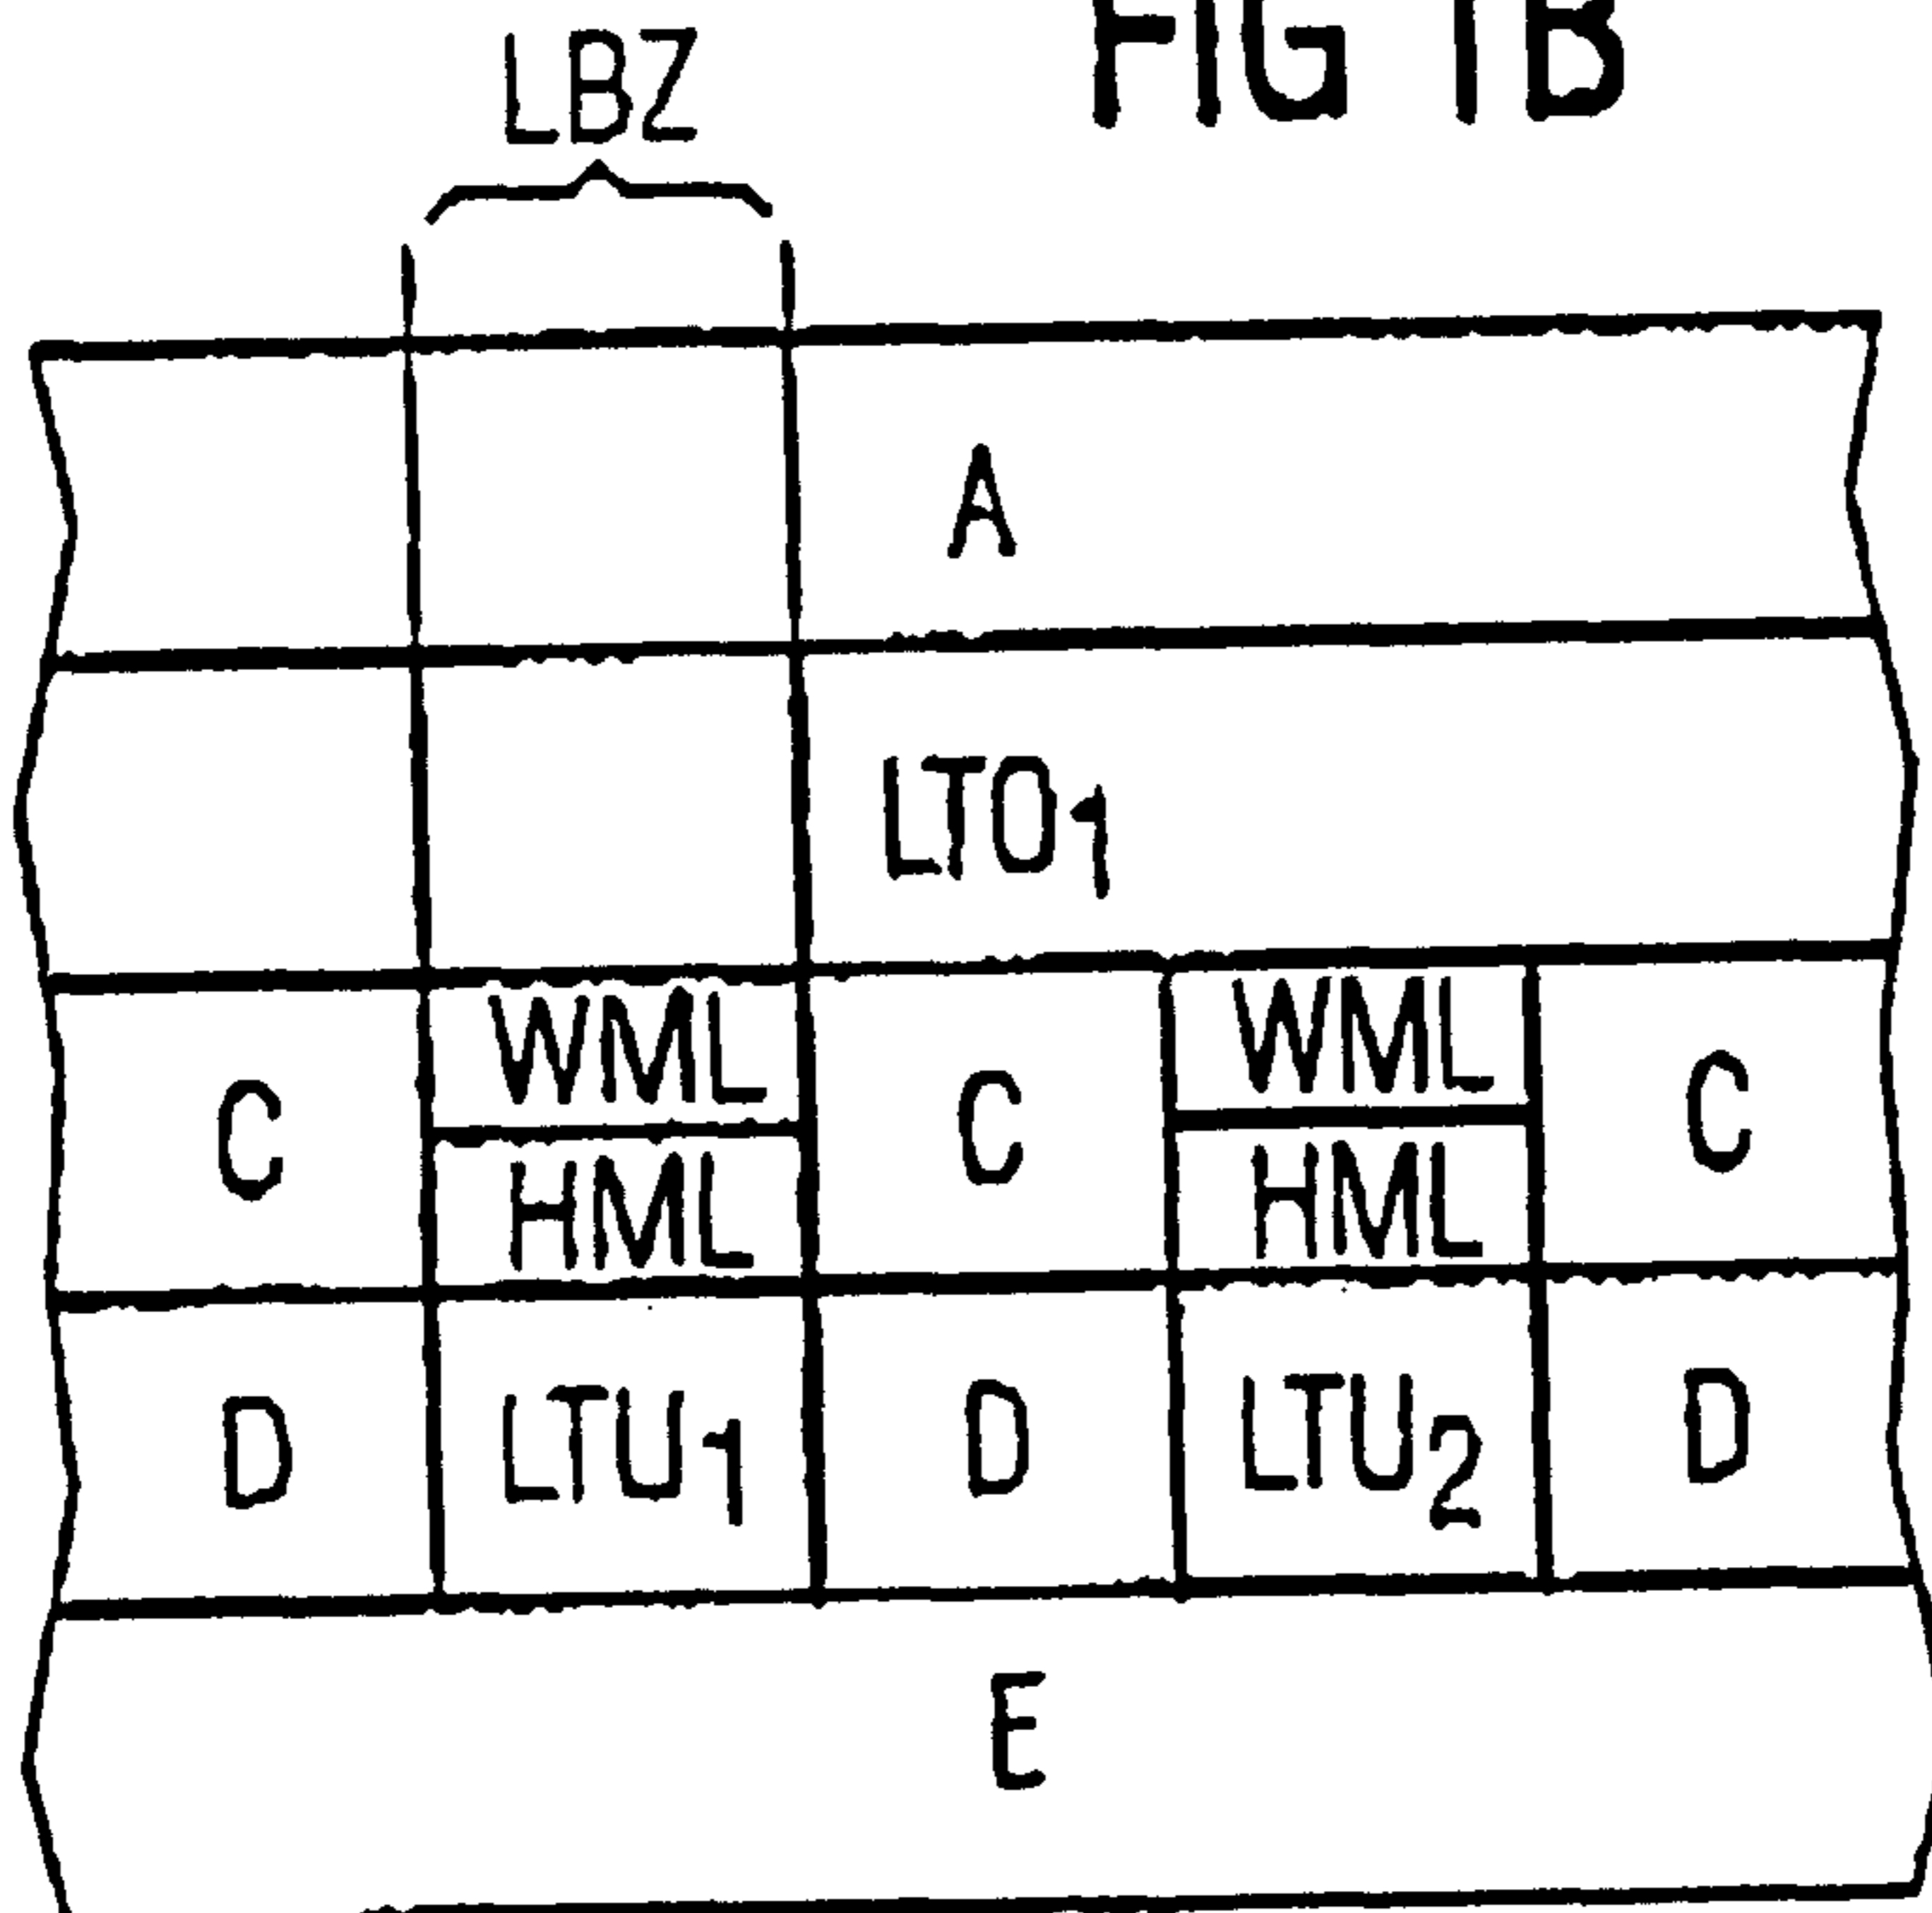 FIG 1B
LBZ
A
LTO1
C WML C WML C
HML HML
D LTU1 D LTU2 D
E